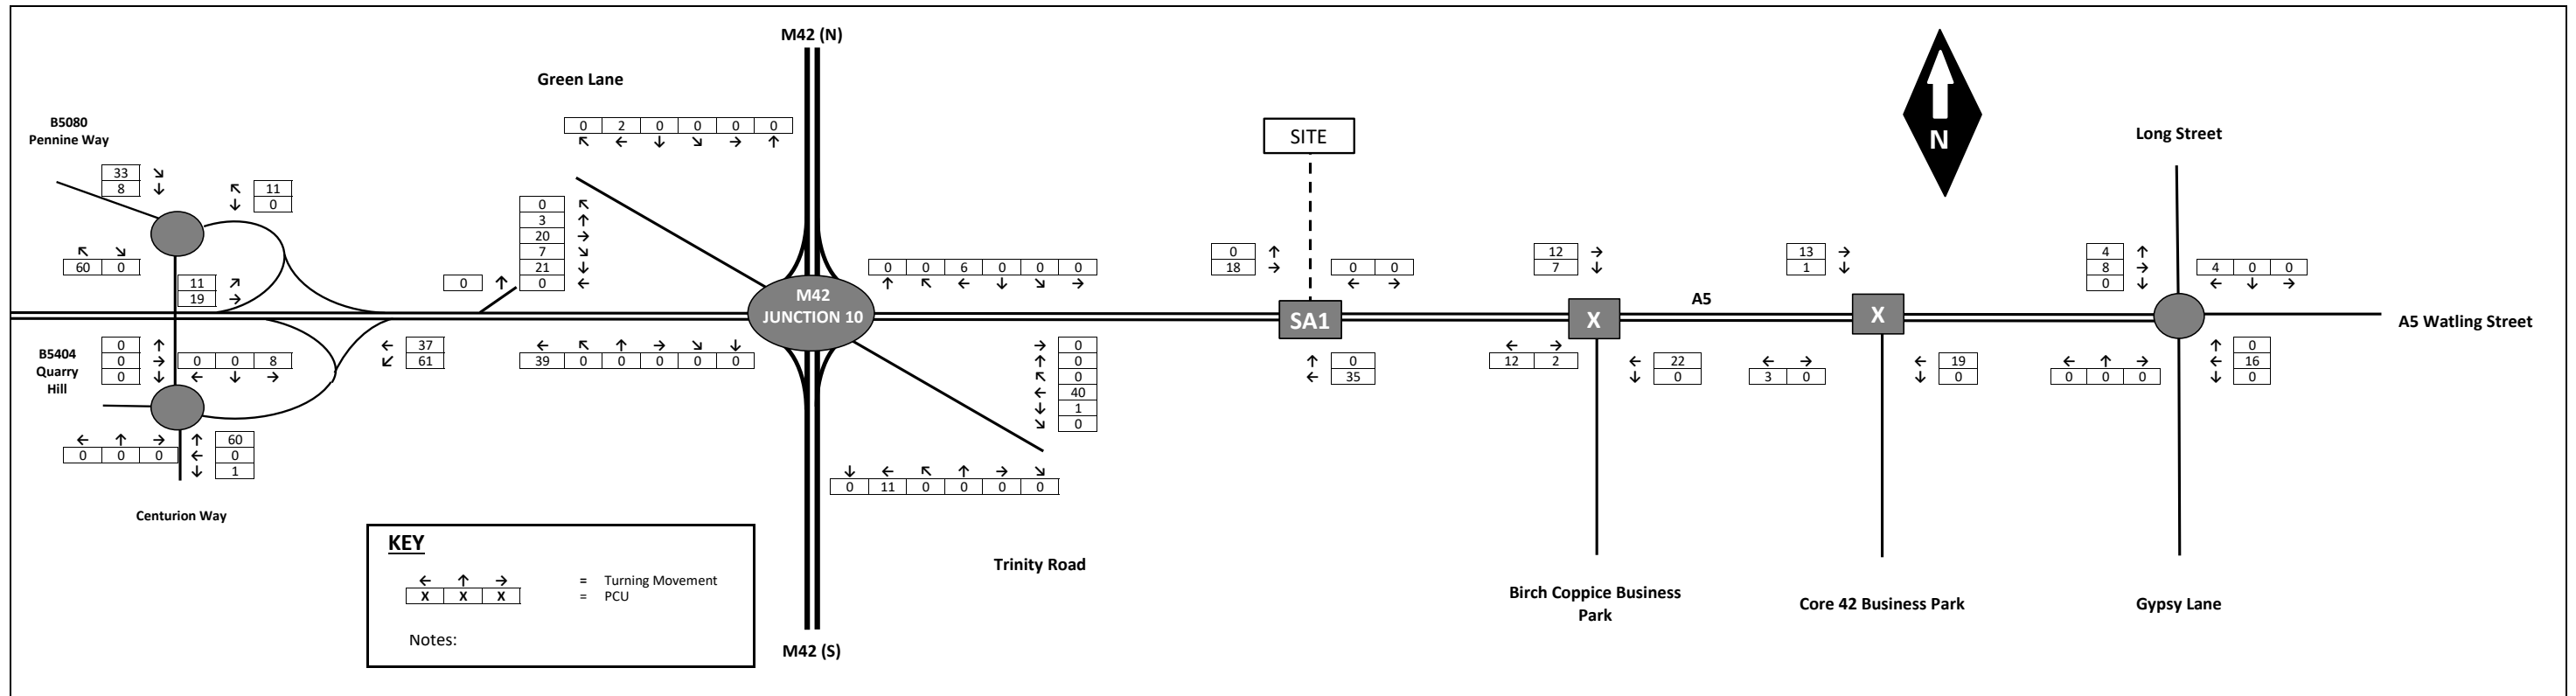 M42 (N)
Green Lane
B5080
Pennine Way
Long Street
SITE
N
0 2 0 0 0 0
↖ ← ↓ ↘ → ↑
33 ↘
8 ↓
↖ 11
↓ 0
↖ ↘
60 0
11 ↗
19 →
0 ↑
0 ↖
3 ↑
20 →
7 ↘
21 ↓
0 ←
M42
JUNCTION 10
0 0 6 0 0 0
↑ ↖ ← ↓ ↘ →
0 ↑
18 →
0 0
← →
SA1
12 →
7 ↓
X
A5
13 →
1 ↓
X
4 ↑
8 →
0 ↓
4 0 0
← ↓ →
A5 Watling Street
B5404
Quarry
Hill
0 ↑
0 →
0 ↓
0 0 8
← ↓ →
← 37
↙ 61
← ↖ ↑ → ↘ ↓
39 0 0 0 0 0
→ 0
↑ 0
↖ 0
← 40
↓ 1
↘ 0
↑ 0
← 35
← →
12 2
← 22
↓ 0
← →
3 0
← 19
↓ 0
← ↑ →
0 0 0
↑ 0
← 16
↓ 0
← ↑ →
0 0 0
↑ 60
← 0
↓ 1
Centurion Way
↓ ← ↖ ↑ → ↘
0 11 0 0 0 0
Trinity Road
Birch Coppice Business
Park
Core 42 Business Park
Gypsy Lane
M42 (S)
KEY
← ↑ → = Turning Movement
X X X = PCU
Notes: